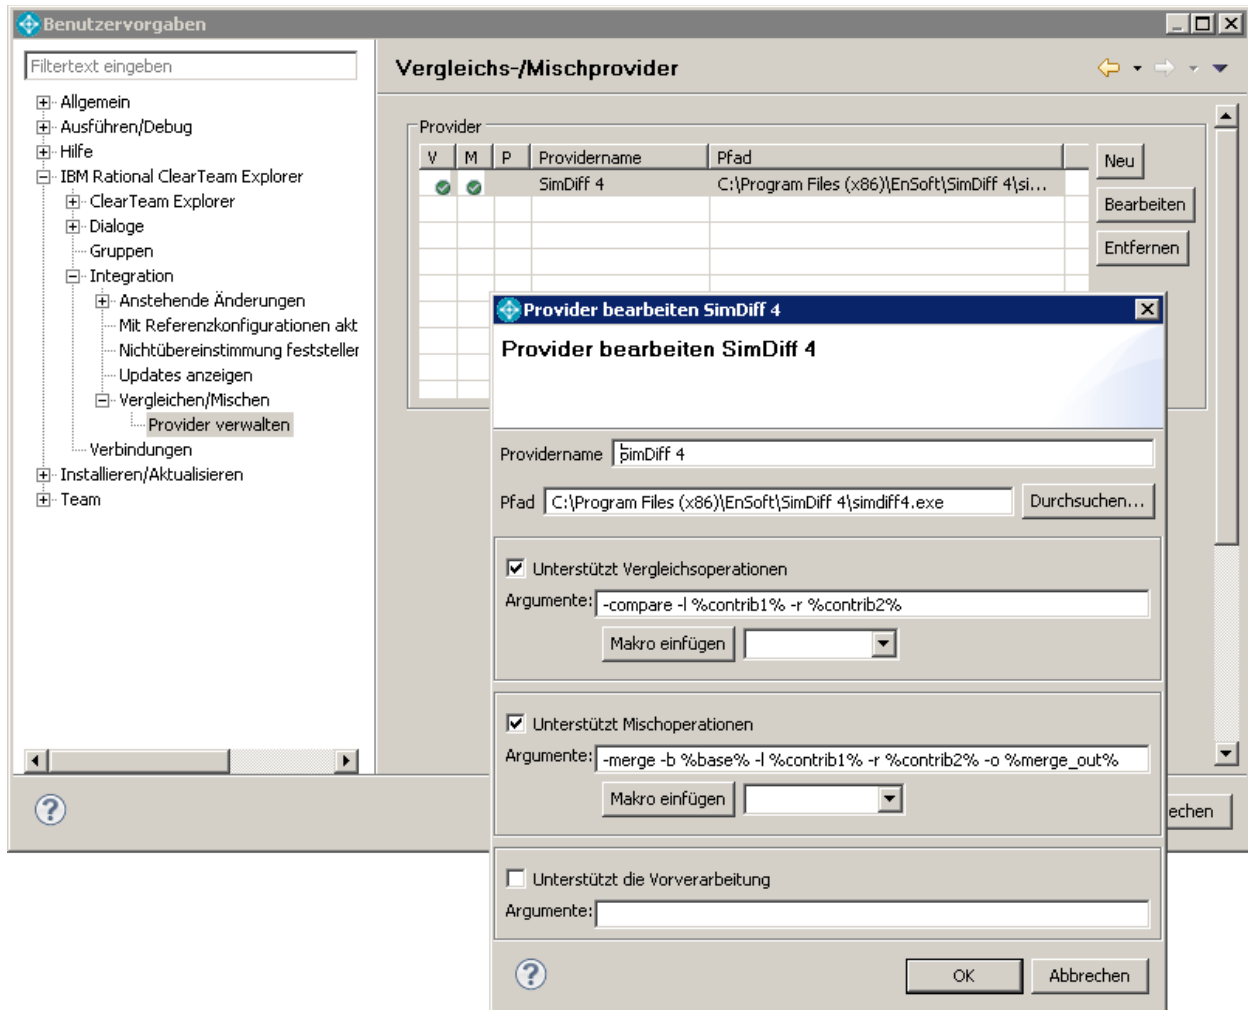 Benutzervorgaben
Filtertext eingeben
Allgemein
Ausführen/Debug
Hilfe
IBM Rational ClearTeam Explorer
ClearTeam Explorer
Dialoge
Gruppen
Integration
Anstehende Änderungen
Mit Referenzkonfigurationen akt
Nichtübereinstimmung feststeller
Updates anzeigen
Vergleichen/Mischen
Provider verwalten
Verbindungen
Installieren/Aktualisieren
Team
Vergleichs-/Mischprovider
Provider
V M P Providername Pfad
SimDiff 4 C:\Program Files (x86)\EnSoft\SimDiff 4\si...
Neu
Bearbeiten
Entfernen
echen
Provider bearbeiten SimDiff 4
Provider bearbeiten SimDiff 4
Providername SimDiff 4
Pfad C:\Program Files (x86)\EnSoft\SimDiff 4\simdiff4.exe Durchsuchen...
Unterstützt Vergleichsoperationen
Argumente: -compare -l %contrib1% -r %contrib2%
Makro einfügen
Unterstützt Mischoperationen
Argumente: -merge -b %base% -l %contrib1% -r %contrib2% -o %merge_out%
Makro einfügen
Unterstützt die Vorverarbeitung
Argumente:
OK Abbrechen